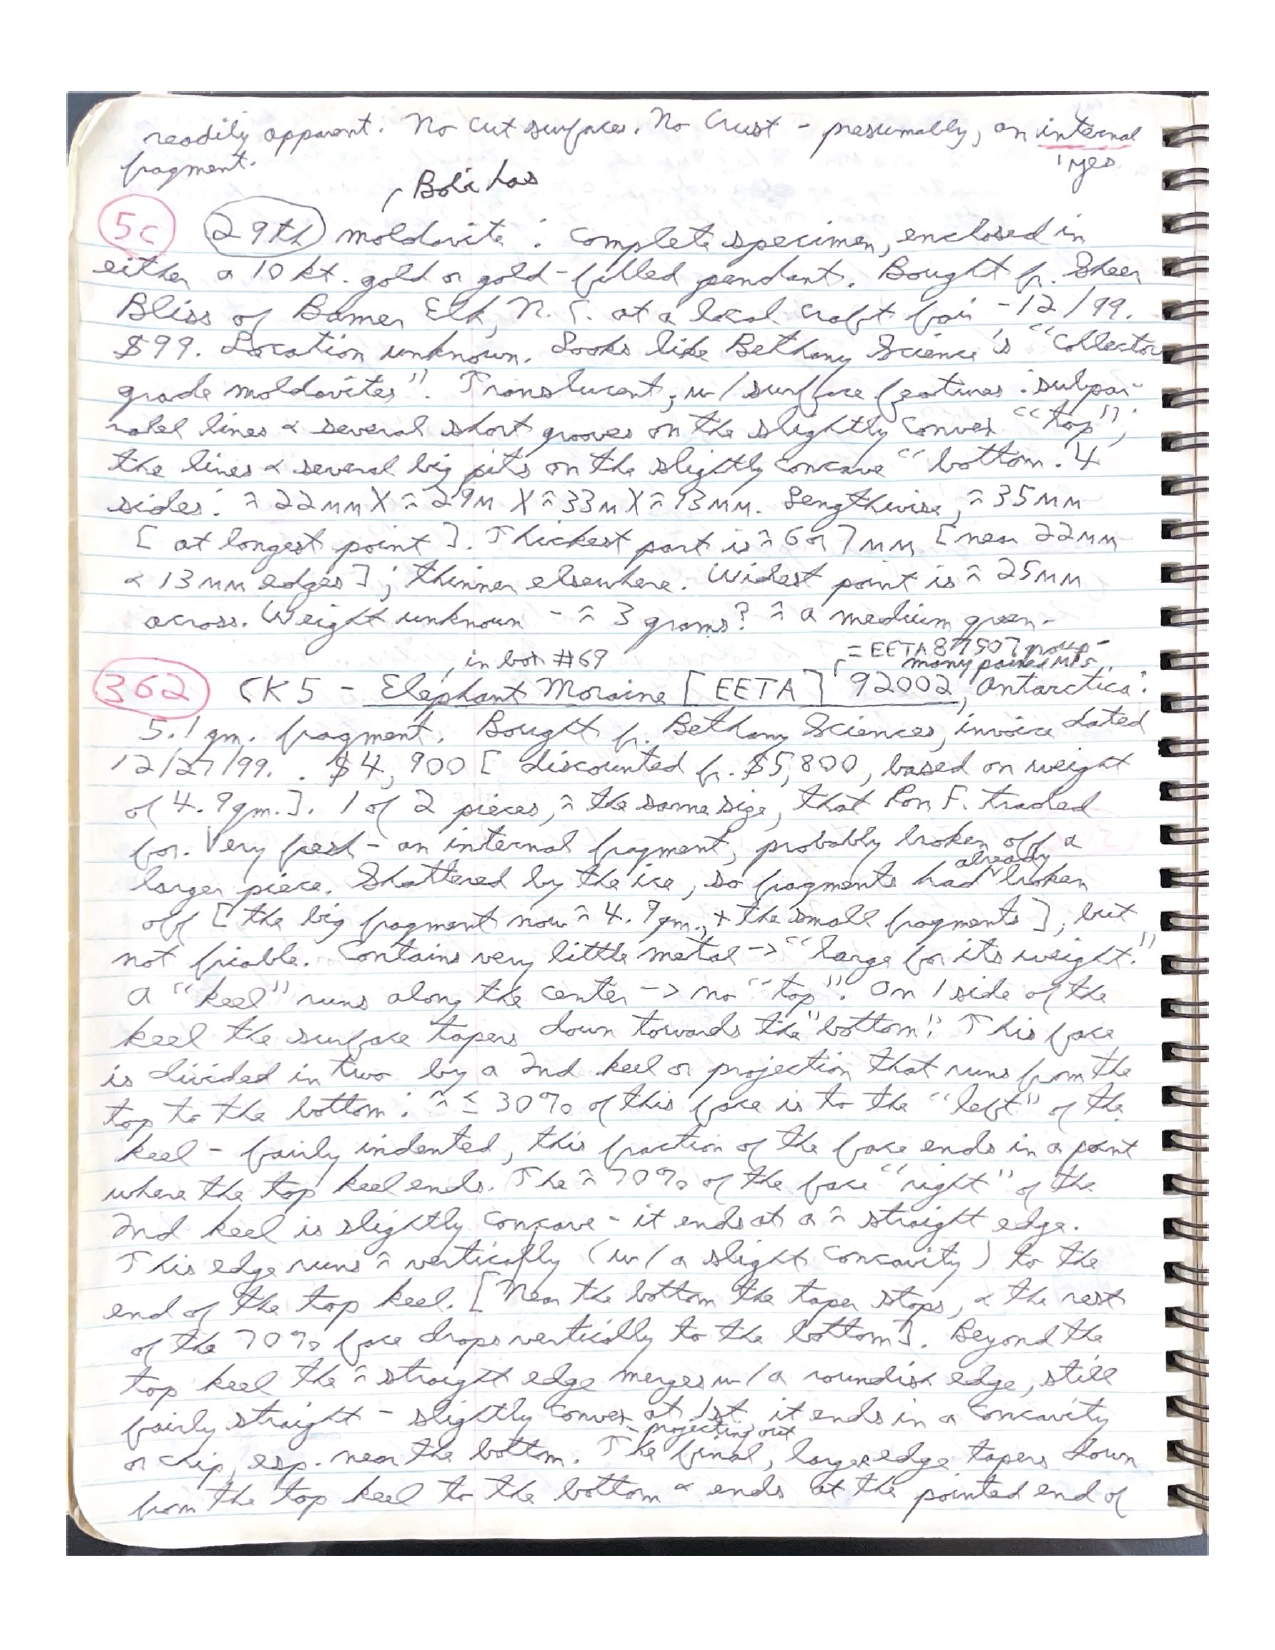 readily apparent. No cut surfaces. No Crust - presumably, an internal
fragment. yes
Bob has
5c 29th moldavite : Complete specimen, enclosed in
either a 10 kt. gold or gold-filled pendant. Bought fr. Sheer
Bliss of Banner Elk, N.C. at a local craft fair - 12/99.
$99. Location unknown. Looks like Bethany Science's "Collector
grade moldavites". Translucent, w/ surface features : subpar-
rallel lines & several short grooves on the slightly convex "top";
the lines & several big pits on the slightly concave "bottom. 4
sides: ≈ 22mm X ≈ 29m X ≈ 33m X ≈ 13mm. Lengthwise, ≈ 35mm
[at longest point]. Thickest part is ≈ 6 or 7mm [near 22mm
& 13mm edges]; thinner elsewhere. Widest point is ≈ 25mm
across. Weight unknown - ≈ 3 grams? ≈ a medium green.
, in box #69 = EETA87507 group -
many paired M's
362 CK5 - Elephant Moraine [EETA] 92002, Antarctica:
5.1 gm. fragment. Bought fr. Bethany Sciences, invoice dated
12/27/99. . $4,900 [discounted fr. $5,800, based on weight
of 4.9gm.]. 1 of 2 pieces, ≈ the same size, that Ron F. traded
for. Very fresh - an internal fragment, probably broken off a
larger piece. Shattered by the ice, so fragments had already broken
off [the big fragment now ≈ 4.9gm., + the small fragments], but
not friable. Contains very little metal -> "large for its weight."
A "keel" runs along the center -> no "top". On 1 side of the
keel the surface tapers down towards the "bottom". This face
is divided in two by a 2nd keel or projection that runs from the
top to the bottom: ≈ ≤ 30% of this face is to the "left" of the
keel - fairly indented, this fraction of the face ends in a point
where the top keel ends. The ≈ 70% of the face "right" of the
2nd keel is slightly concave - it ends at a ≈ straight edge.
This edge runs ≈ vertically (w/ a slight concavity) to the
end of the top keel. [Near the bottom the taper stops, & the rest
of the 70% face drops vertically to the bottom]. Beyond the
top keel the ≈ straight edge merges w/ a roundish edge, still
fairly straight - slightly convex at 1st, it ends in a concavity
or chip, esp. near the bottom. The final, projecting out larger edge tapers down
from the top keel to the bottom & ends at the pointed end of